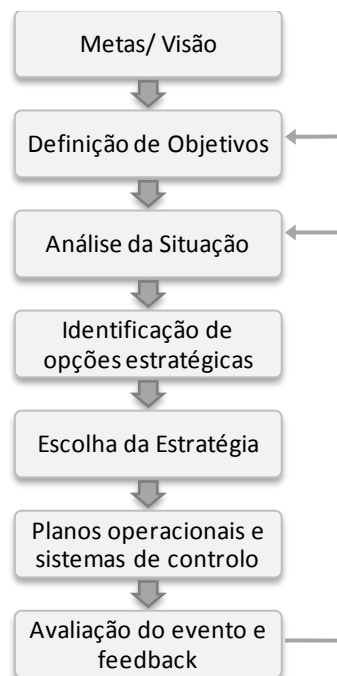 Metas/ Visão
Definição de Objetivos
Análise da Situação
Identificação de
opções estratégicas
Escolha da Estratégia
Planos operacionais e
sistemas de controlo
Avaliação do evento e
feedback